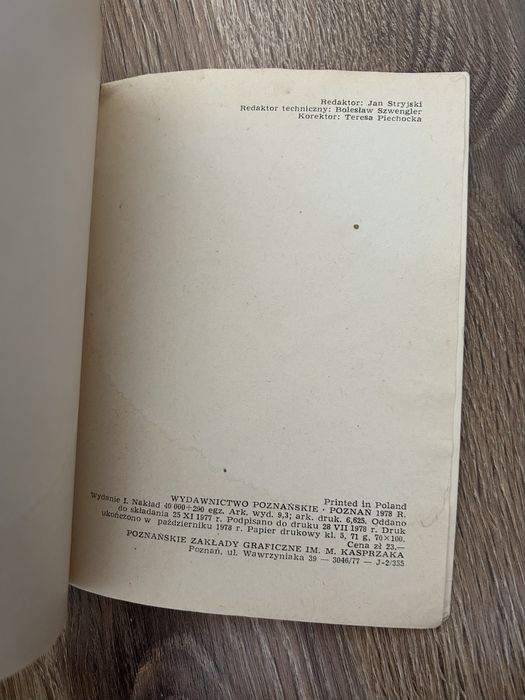 Redaktor: Jan Stryjski
Redaktor techniczny: Bolesław Szwengler
Korektor: Teresa Piechocka
Printed in Poland
WYDAWNICTWO POZNAŃSKIE · POZNAŃ 1978 R.
Wydanie I. Nakład 40 000+290 egz. Ark. wyd. 9,3; ark. druk. 6,625. Oddano
do składania 25 XI 1977 r. Podpisano do druku 28 VII 1978 r. Druk
ukończono w październiku 1978 r. Papier drukowy kl. 5, 71 g, 70×100.
Cena zł 23,—
POZNAŃSKIE ZAKŁADY GRAFICZNE IM. M. KASPRZAKA
Poznań, ul. Wawrzyniaka 39 — 3046/77 — J-2/355